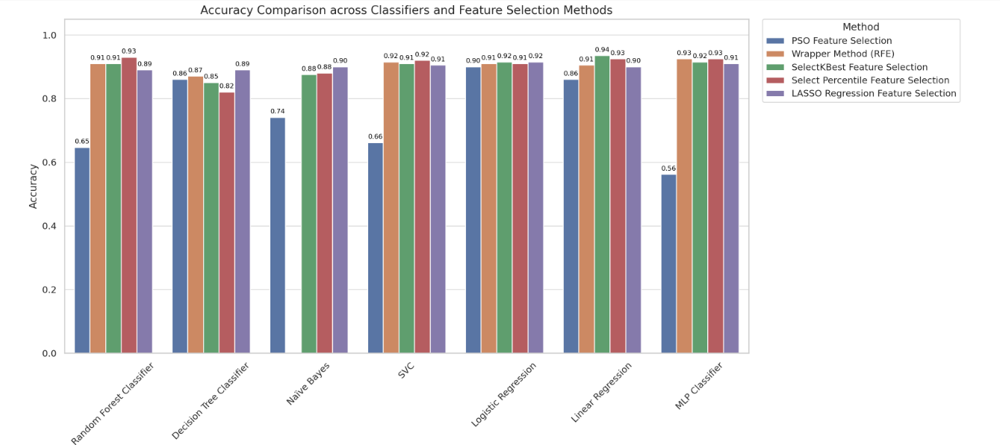 Accuracy Comparison across Classifiers and Feature Selection Methods
Accuracy
1.0
0.8
0.6
0.4
0.2
0.0
0.65 0.91 0.91 0.93 0.89
0.86 0.87 0.85 0.82 0.89
0.74 0.88 0.88 0.90
0.66 0.92 0.91 0.92 0.91
0.90 0.91 0.92 0.91 0.92
0.86 0.91 0.94 0.93 0.90
0.56 0.93 0.92 0.93 0.91
Random Forest Classifier
Decision Tree Classifier
Naïve Bayes
SVC
Logistic Regression
Linear Regression
MLP Classifier
Method
PSO Feature Selection
Wrapper Method (RFE)
SelectKBest Feature Selection
Select Percentile Feature Selection
LASSO Regression Feature Selection